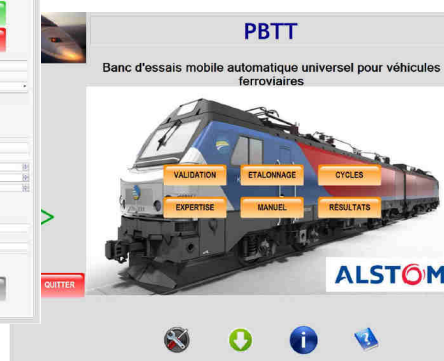 PBTT
Banc d'essais mobile automatique universel pour véhicules
ferroviaires
VALIDATION ETALONNAGE CYCLES
EXPERTISE MANUEL RÉSULTATS
>
QUITTER
ALSTOM